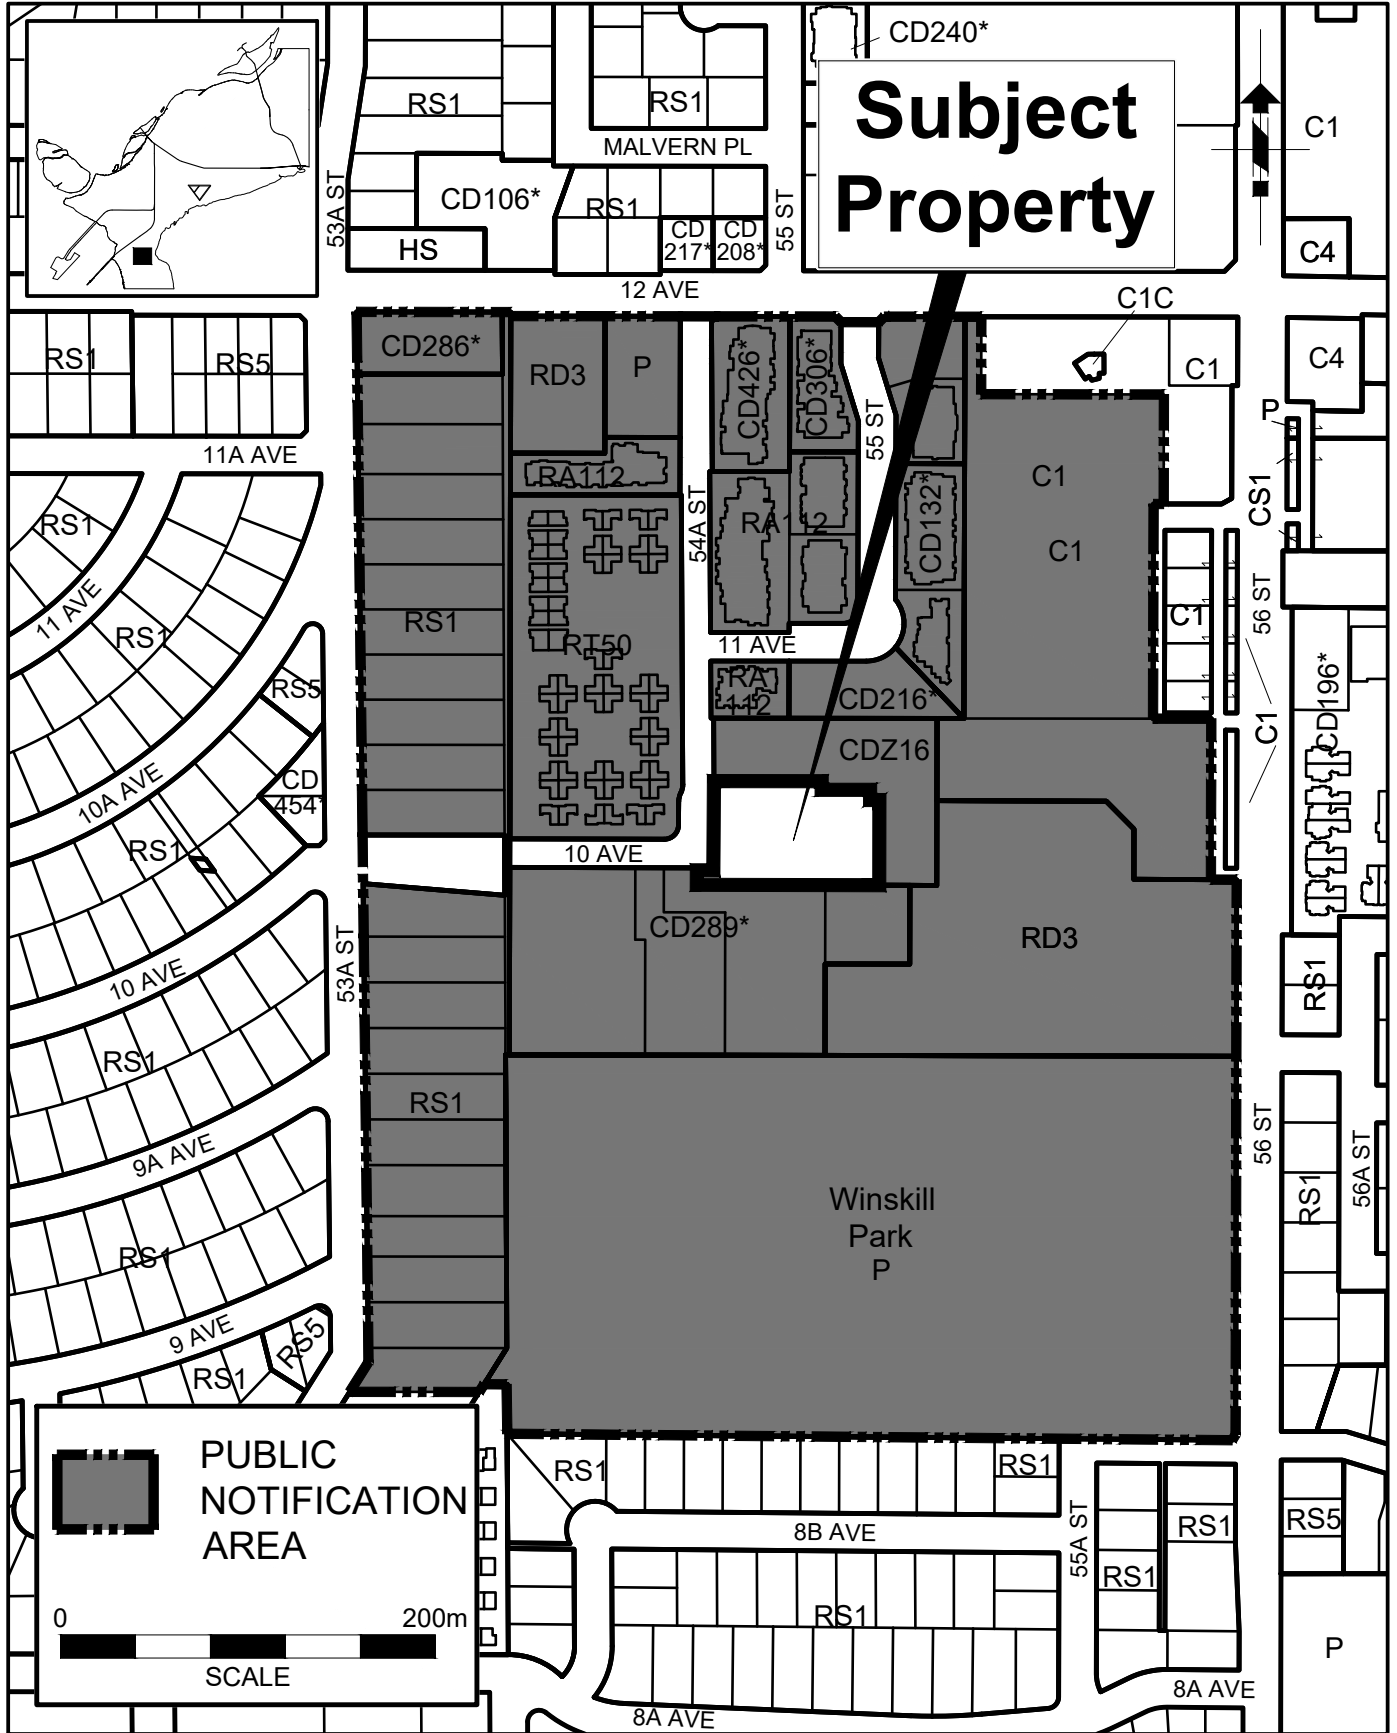 CD240*
Subject
Property
RS1
RS1
C1
MALVERN PL
53A ST
CD106*
RS1
55 ST
CD
217*
CD
208*
HS
C4
12 AVE
C1C
CD286*
RS1
RS5
RD3
P
CD426*
CD306*
C1
C4
55 ST
P
11A AVE
RA112
C1
CS1
RS1
54A ST
RA112
CD132*
C1
11 AVE
RS1
RS1
RT50
11 AVE
C1
56 ST
RS5
RA
112
CD216*
CD196*
C1
CDZ16
10A AVE
CD
454*
RS1
10 AVE
CD289*
RD3
53A ST
10 AVE
RS1
RS1
9A AVE
RS1
56 ST
56A ST
RS1
Winskill
Park
P
RS1
9 AVE
RS5
RS1
PUBLIC
NOTIFICATION
AREA
RS1
RS1
8B AVE
55A ST
RS1
RS5
RS1
RS1
0
200m
SCALE
P
8A AVE
8A AVE